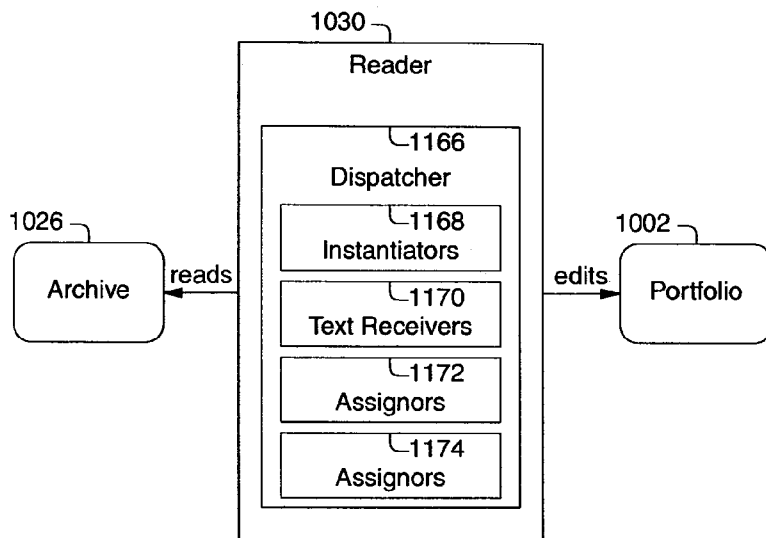 1030
Reader
1166
Dispatcher
1026
1168
1002
Instantiators
Archive
reads
edits
Portfolio
1170
Text Receivers
1172
Assignors
1174
Assignors